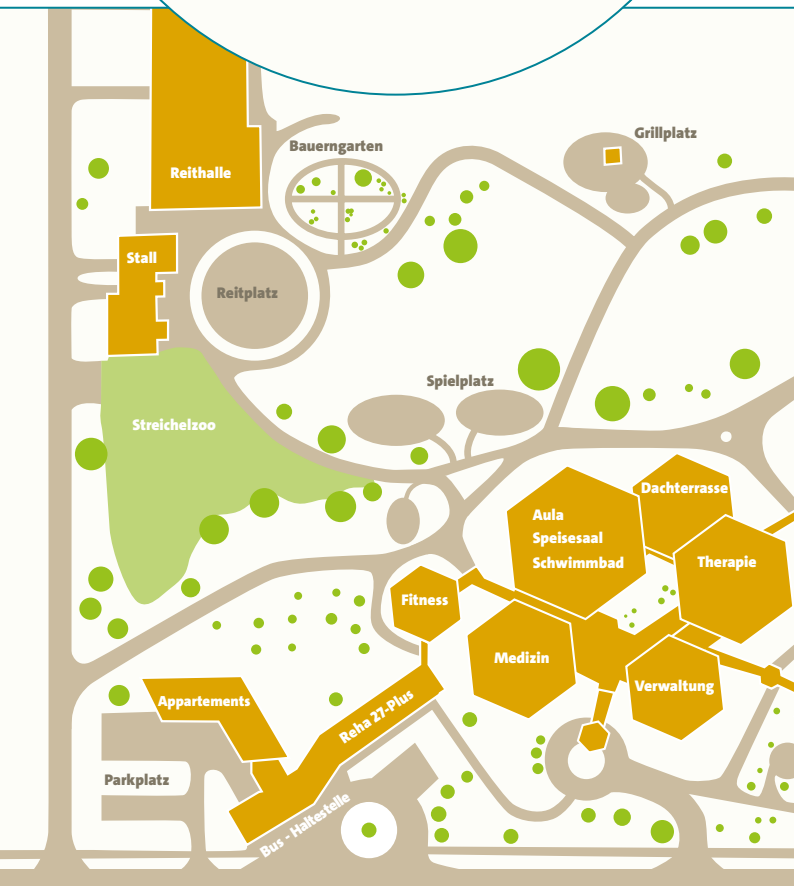 Grillplatz
Bauerngarten
Reithalle
Stall
Reitplatz
Spielplatz
Streichelzoo
Dachterrasse
Aula
Speisesaal
Schwimmbad
Therapie
Fitness
Medizin
Verwaltung
Appartements
Reha 27-Plus
Parkplatz
Bus - Haltestelle